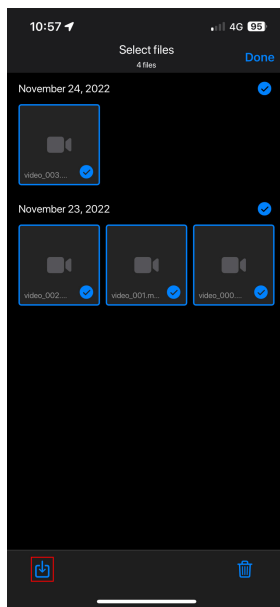 10:57 4G 95
Select files
4 files
Done
November 24, 2022
video_003....
November 23, 2022
video_002.... video_001.m... video_000....